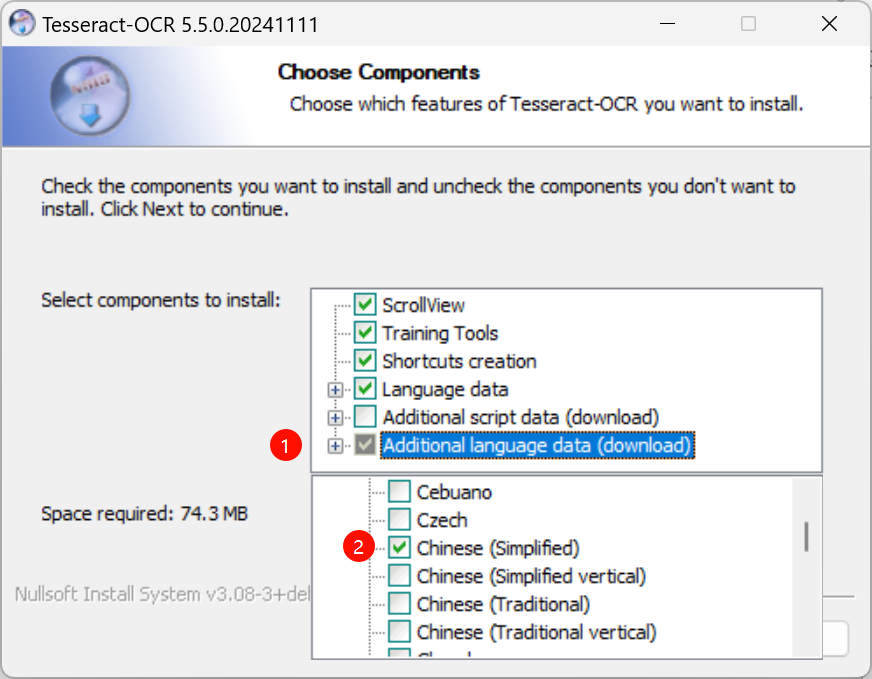 Tesseract-OCR 5.5.0.20241111
Choose Components
Choose which features of Tesseract-OCR you want to install.
Check the components you want to install and uncheck the components you don't want to
install. Click Next to continue.
Select components to install:
ScrollView
Training Tools
Shortcuts creation
Language data
Additional script data (download)
1
Additional language data (download)
Cebuano
Space required: 74.3 MB
Czech
2
Chinese (Simplified)
Chinese (Simplified vertical)
Nullsoft Install System v3.08-3+del
Chinese (Traditional)
Chinese (Traditional vertical)